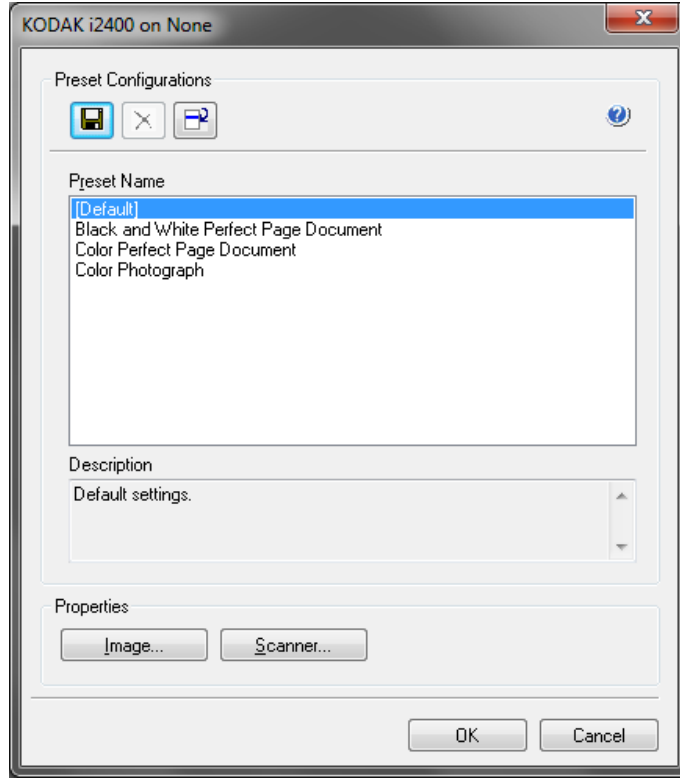 KODAK i2400 on None
Preset Configurations
Preset Name
[Default]
Black and White Perfect Page Document
Color Perfect Page Document
Color Photograph
Description
Default settings.
Properties
Image... Scanner...
OK Cancel